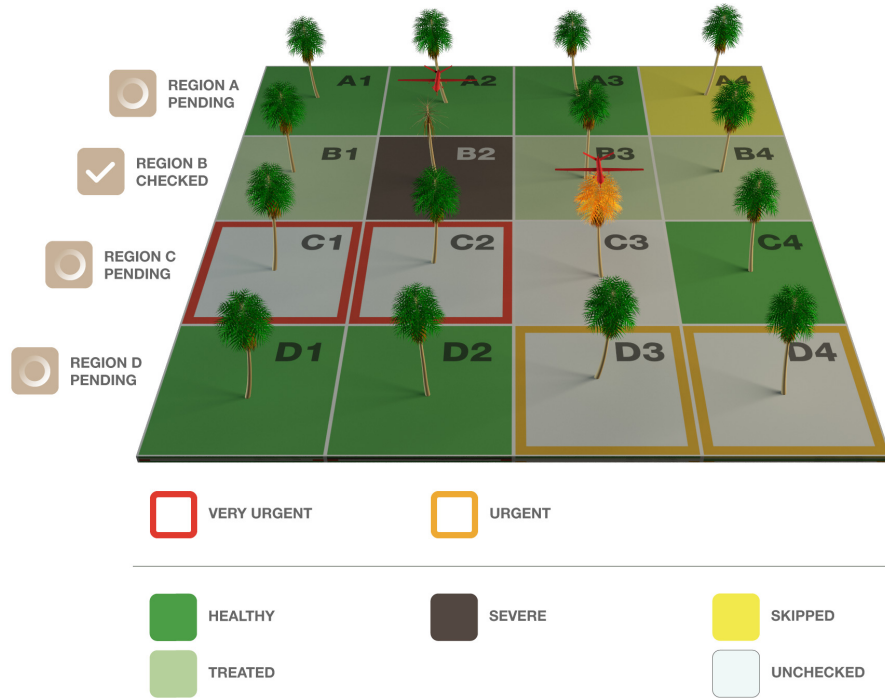 REGION A
PENDING
A1 A2 A3 A4
REGION B
CHECKED
B1 B2 B3 B4
REGION C
PENDING
C1 C2 C3 C4
REGION D
PENDING
D1 D2 D3 D4
VERY URGENT
URGENT
HEALTHY
SEVERE
SKIPPED
TREATED
UNCHECKED